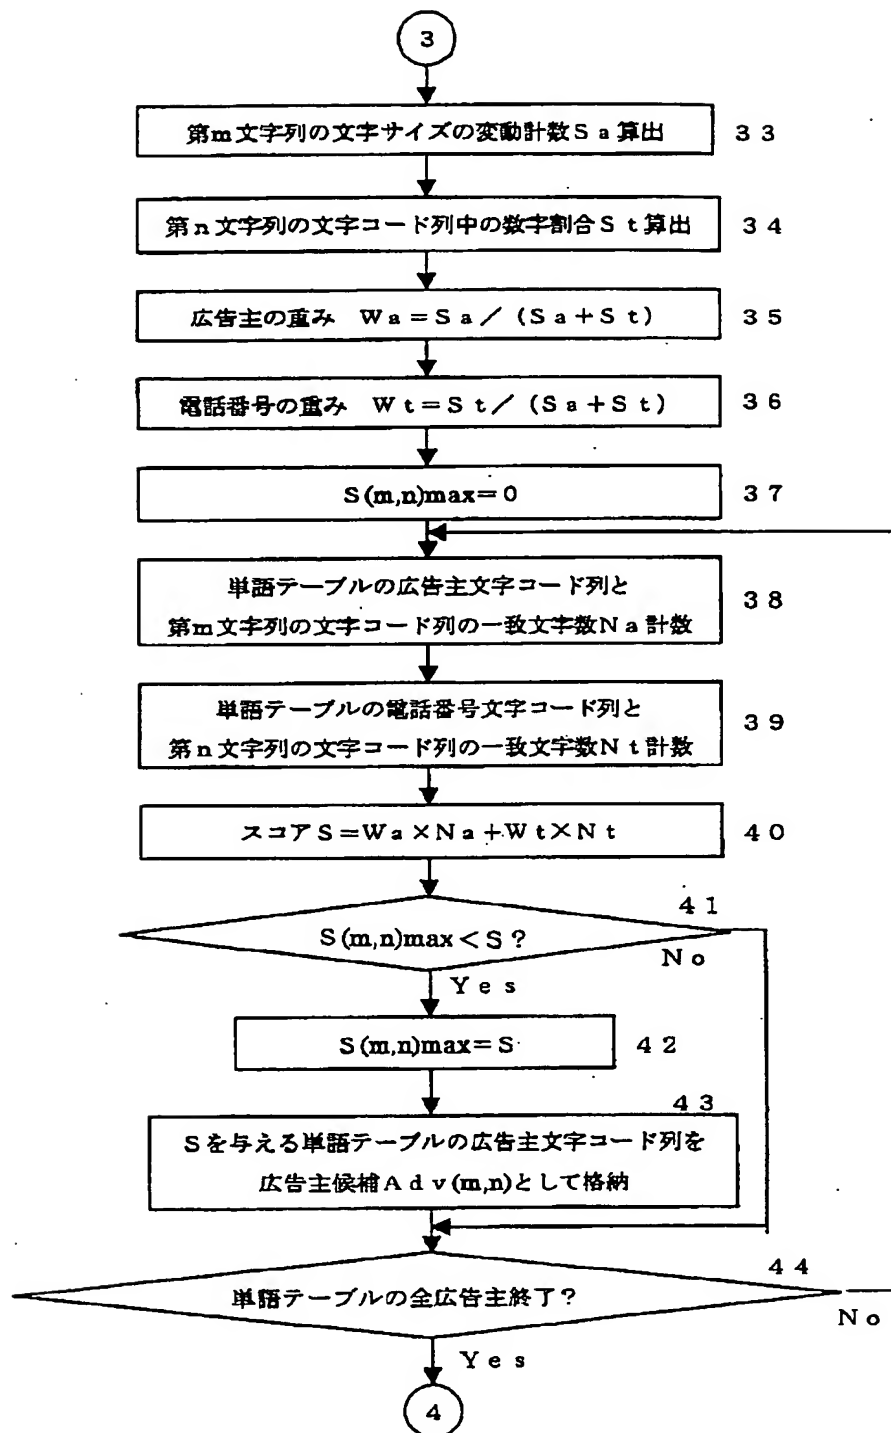 3
第m文字列の文字サイズの変動計数Sa算出 33
第n文字列の文字コード列中の数字割合St算出 34
広告主の重み Wa=Sa/(Sa+St) 35
電話番号の重み Wt=St/(Sa+St) 36
S(m,n)max=0 37
単語テーブルの広告主文字コード列と
第m文字列の文字コード列の一致文字数Na計数
38
単語テーブルの電話番号文字コード列と
第n文字列の文字コード列の一致文字数Nt計数
39
スコアS=Wa×Na+Wt×Nt 40
41
S(m,n)max<S?
No
Yes
S(m,n)max=S 42
43
Sを与える単語テーブルの広告主文字コード列を
広告主候補Adv(m,n)として格納
44
単語テーブルの全広告主終了?
No
Yes
4